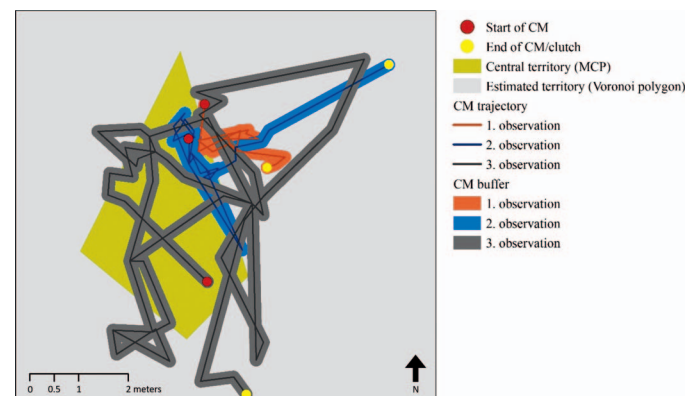 Start of CM
End of CM/clutch
Central territory (MCP)
Estimated territory (Voronoi polygon)
CM trajectory
1. observation
2. observation
3. observation
CM buffer
1. observation
2. observation
3. observation
0 0.5 1 2 meters
N